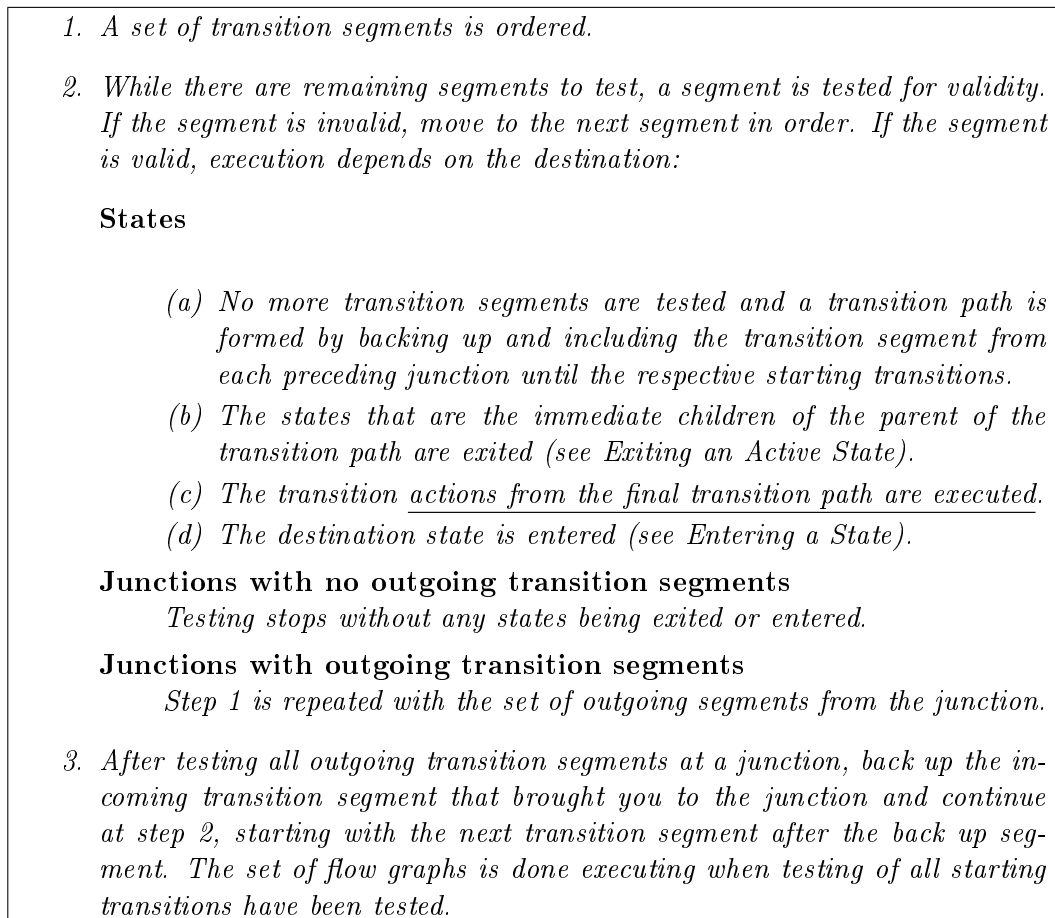 1. A set of transition segments is ordered.
2. While there are remaining segments to test, a segment is tested for validity.
If the segment is invalid, move to the next segment in order. If the segment
is valid, execution depends on the destination:
States
(a) No more transition segments are tested and a transition path is
formed by backing up and including the transition segment from
each preceding junction until the respective starting transitions.
(b) The states that are the immediate children of the parent of the
transition path are exited (see Exiting an Active State).
(c) The transition actions from the final transition path are executed.
(d) The destination state is entered (see Entering a State).
Junctions with no outgoing transition segments
Testing stops without any states being exited or entered.
Junctions with outgoing transition segments
Step 1 is repeated with the set of outgoing segments from the junction.
3. After testing all outgoing transition segments at a junction, back up the in-
coming transition segment that brought you to the junction and continue
at step 2, starting with the next transition segment after the back up seg-
ment. The set of flow graphs is done executing when testing of all starting
transitions have been tested.